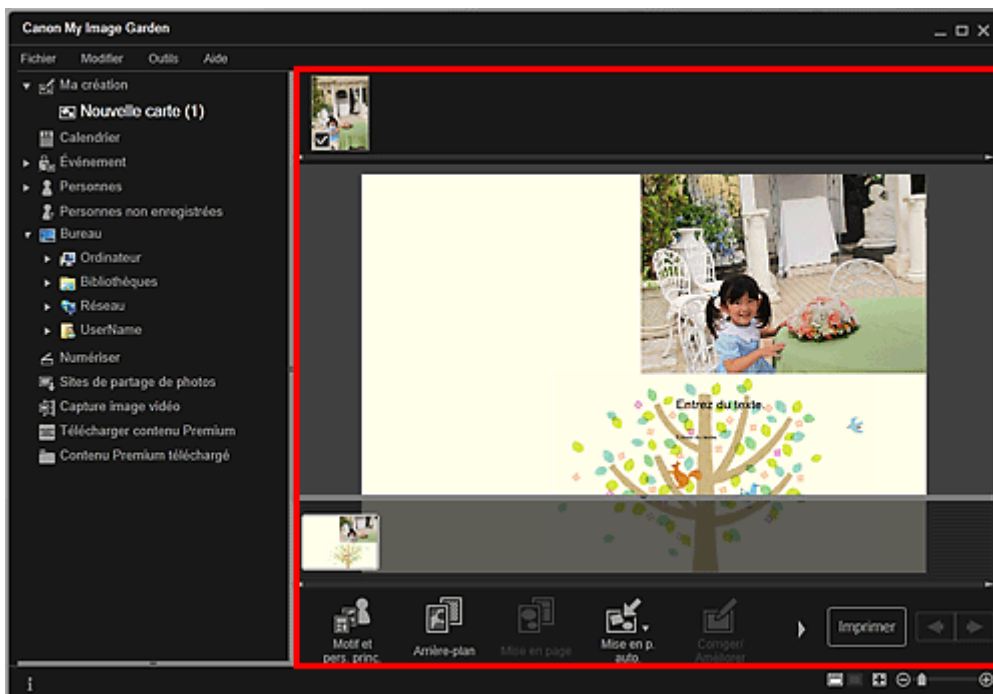 Canon My Image Garden
Fichier Modifier Outils Aide
Ma création
Nouvelle carte (1)
Calendrier
Événement
Personnes
Personnes non enregistrées
Bureau
Ordinateur
Bibliothèques
Réseau
UserName
Numériser
Sites de partage de photos
Capture image vidéo
Télécharger contenu Premium
Contenu Premium téléchargé
Entrez du texte.
Entrez du texte.
Motif et
pers. princ.
Arrière-plan
Mise en page
Mise en p.
auto.
Corriger/
Améliorer
Imprimer